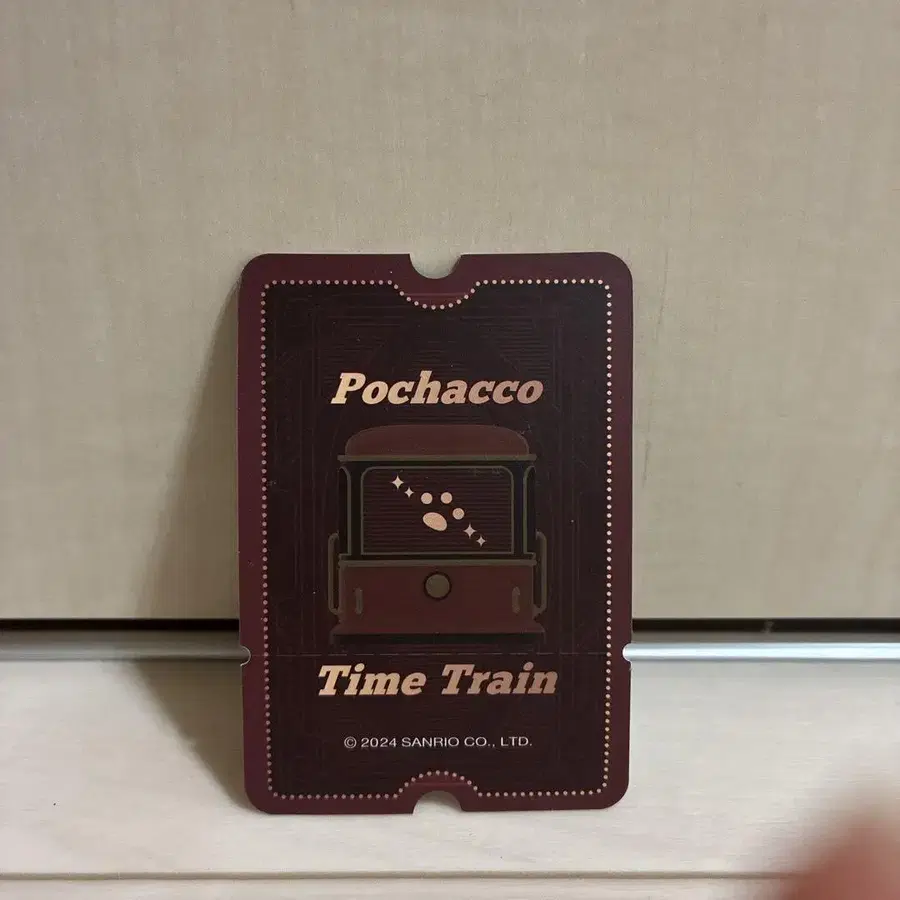 Pochacco
Time Train
© 2024 SANRIO CO., LTD.